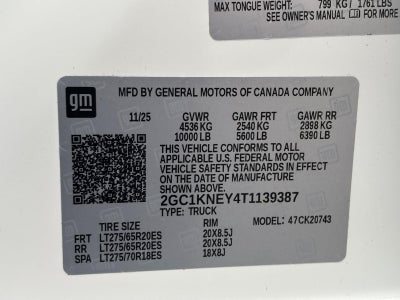 MAX TONGUE WEIGHT: 799 KG / 1761 LBS
SEE OWNER'S MANUAL FOR MORE
gm
MFD BY GENERAL MOTORS OF CANADA COMPANY
11/25 GVWR GAWR FRT GAWR RR
4536 KG 2540 KG 2898 KG
10000 LB 5600 LB 6390 LB
THIS VEHICLE CONFORMS TO ALL
APPLICABLE U.S. FEDERAL MOTOR
VEHICLE SAFETY STANDARDS IN EFFECT ON
THE DATE OF MANUFACTURE SHOWN ABOVE.
2GC1KNEY4T1139387
TYPE: TRUCK MODEL: 47CK20743
TIRE SIZE RIM
FRT LT275/65R20ES 20X8.5J
RR LT275/65R20ES 20X8.5J
SPA LT275/70R18ES 18X8J